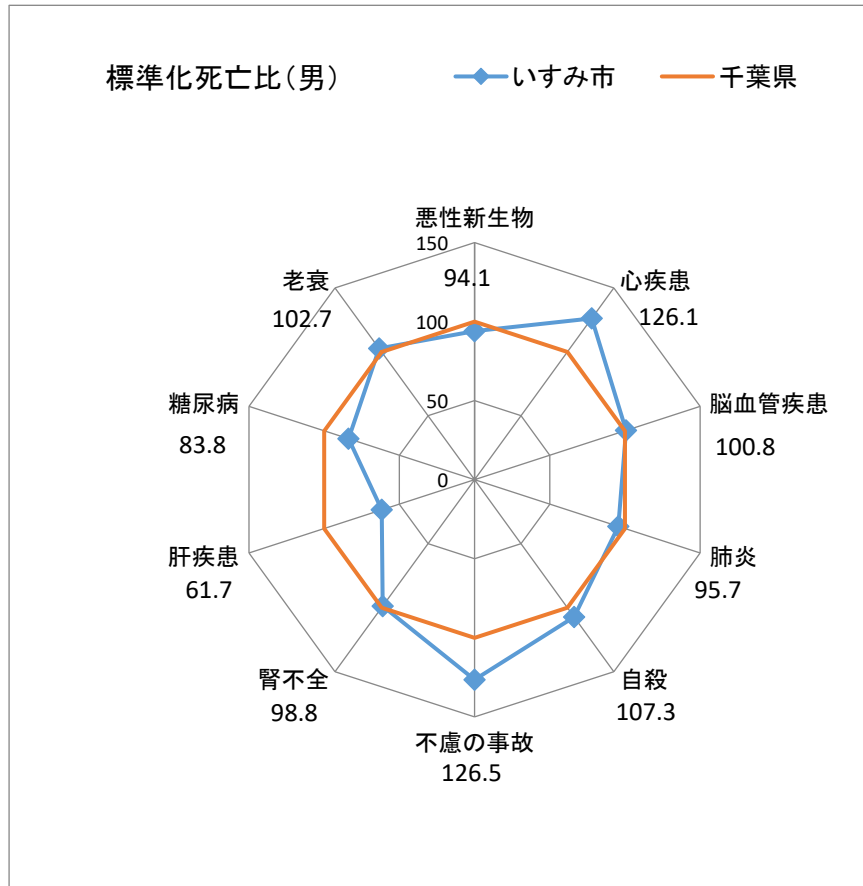 標準化死亡比(男)
いすみ市
千葉県
悪性新生物
94.1
心疾患
126.1
脳血管疾患
100.8
肺炎
95.7
自殺
107.3
不慮の事故
126.5
腎不全
98.8
肝疾患
61.7
糖尿病
83.8
老衰
102.7
150
100
50
0